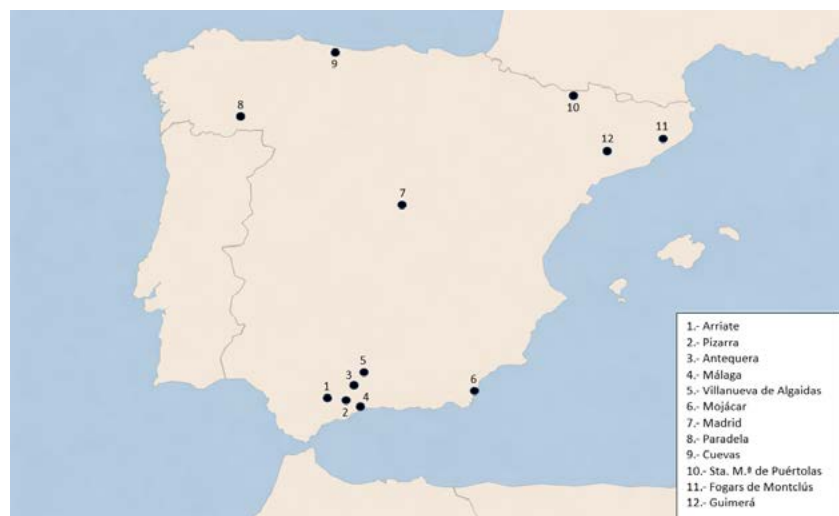 9
10
8
11
12
7
5
3
6
1
4
2
1.- Arriate
2.- Pizarra
3.- Antequera
4.- Málaga
5.- Villanueva de Algaidas
6.- Mojácar
7.- Madrid
8.- Paradela
9.- Cuevas
10.- Sta. M.ª de Puértolas
11.- Fogars de Montclús
12.- Guimerá